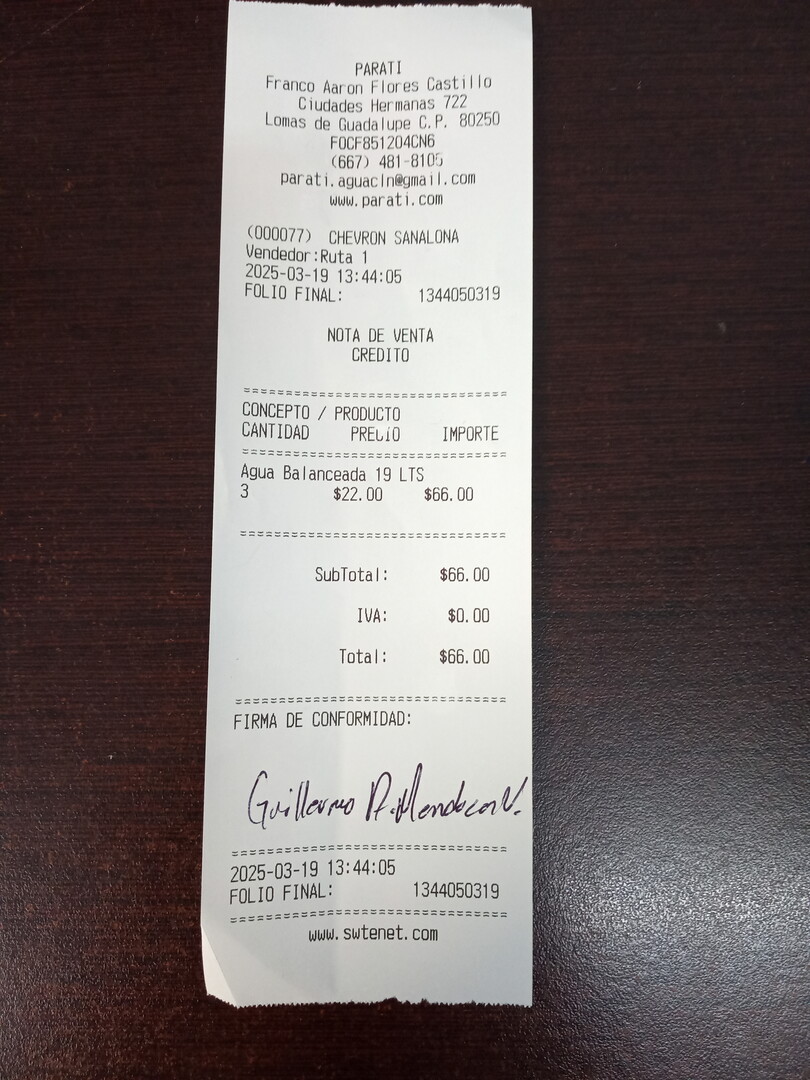 PARATI
Franco Aaron Flores Castillo
Ciudades Hermanas 722
Lomas de Guadalupe C.P. 80250
FOCF851204CN6
(667) 481-8105
parati.aguacln@gmail.com
www.parati.com
(000077) CHEVRON SANALONA
Vendedor:Ruta 1
2025-03-19 13:44:05
FOLIO FINAL: 1344050319
NOTA DE VENTA
CREDITO
===============================
CONCEPTO / PRODUCTO
CANTIDAD PRECIO IMPORTE
===============================
Agua Balanceada 19 LTS
3 $22.00 $66.00
===============================
SubTotal: $66.00
IVA: $0.00
Total: $66.00
===============================
FIRMA DE CONFORMIDAD:
Guillermo A. Mendoza V.
===============================
2025-03-19 13:44:05
FOLIO FINAL: 1344050319
===============================
www.swtenet.com